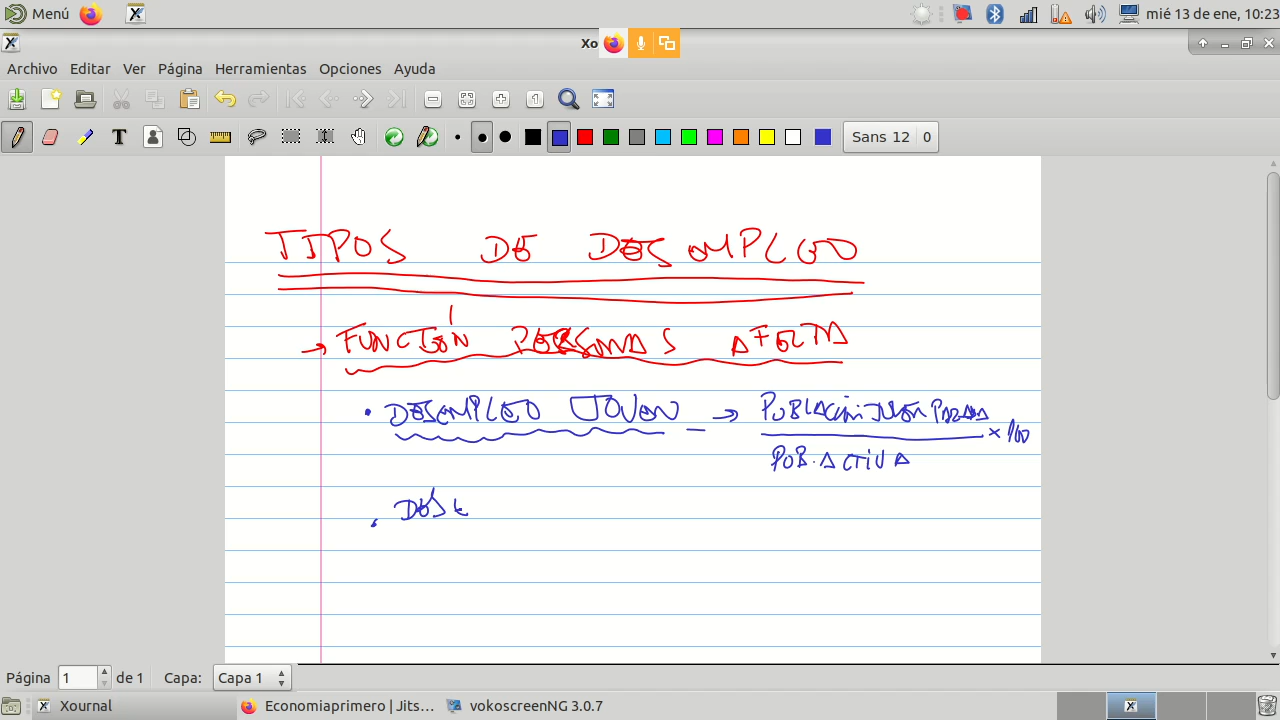 Menú
mié 13 de ene, 10:23
Xo
Archivo Editar Ver Página Herramientas Opciones Ayuda
Sans 12 0
TIPOS DE DESEMPLEO
→ FUNCIÓN PERSONAS AFECTA
• DESEMPLEO JOVEN → POBLACIÓN JOVEN PARADA
× 100
POB. ACTIVA
• DESE
Página 1 de 1 Capa: Capa 1
Xournal Economiaprimero | Jits... vokoscreenNG 3.0.7